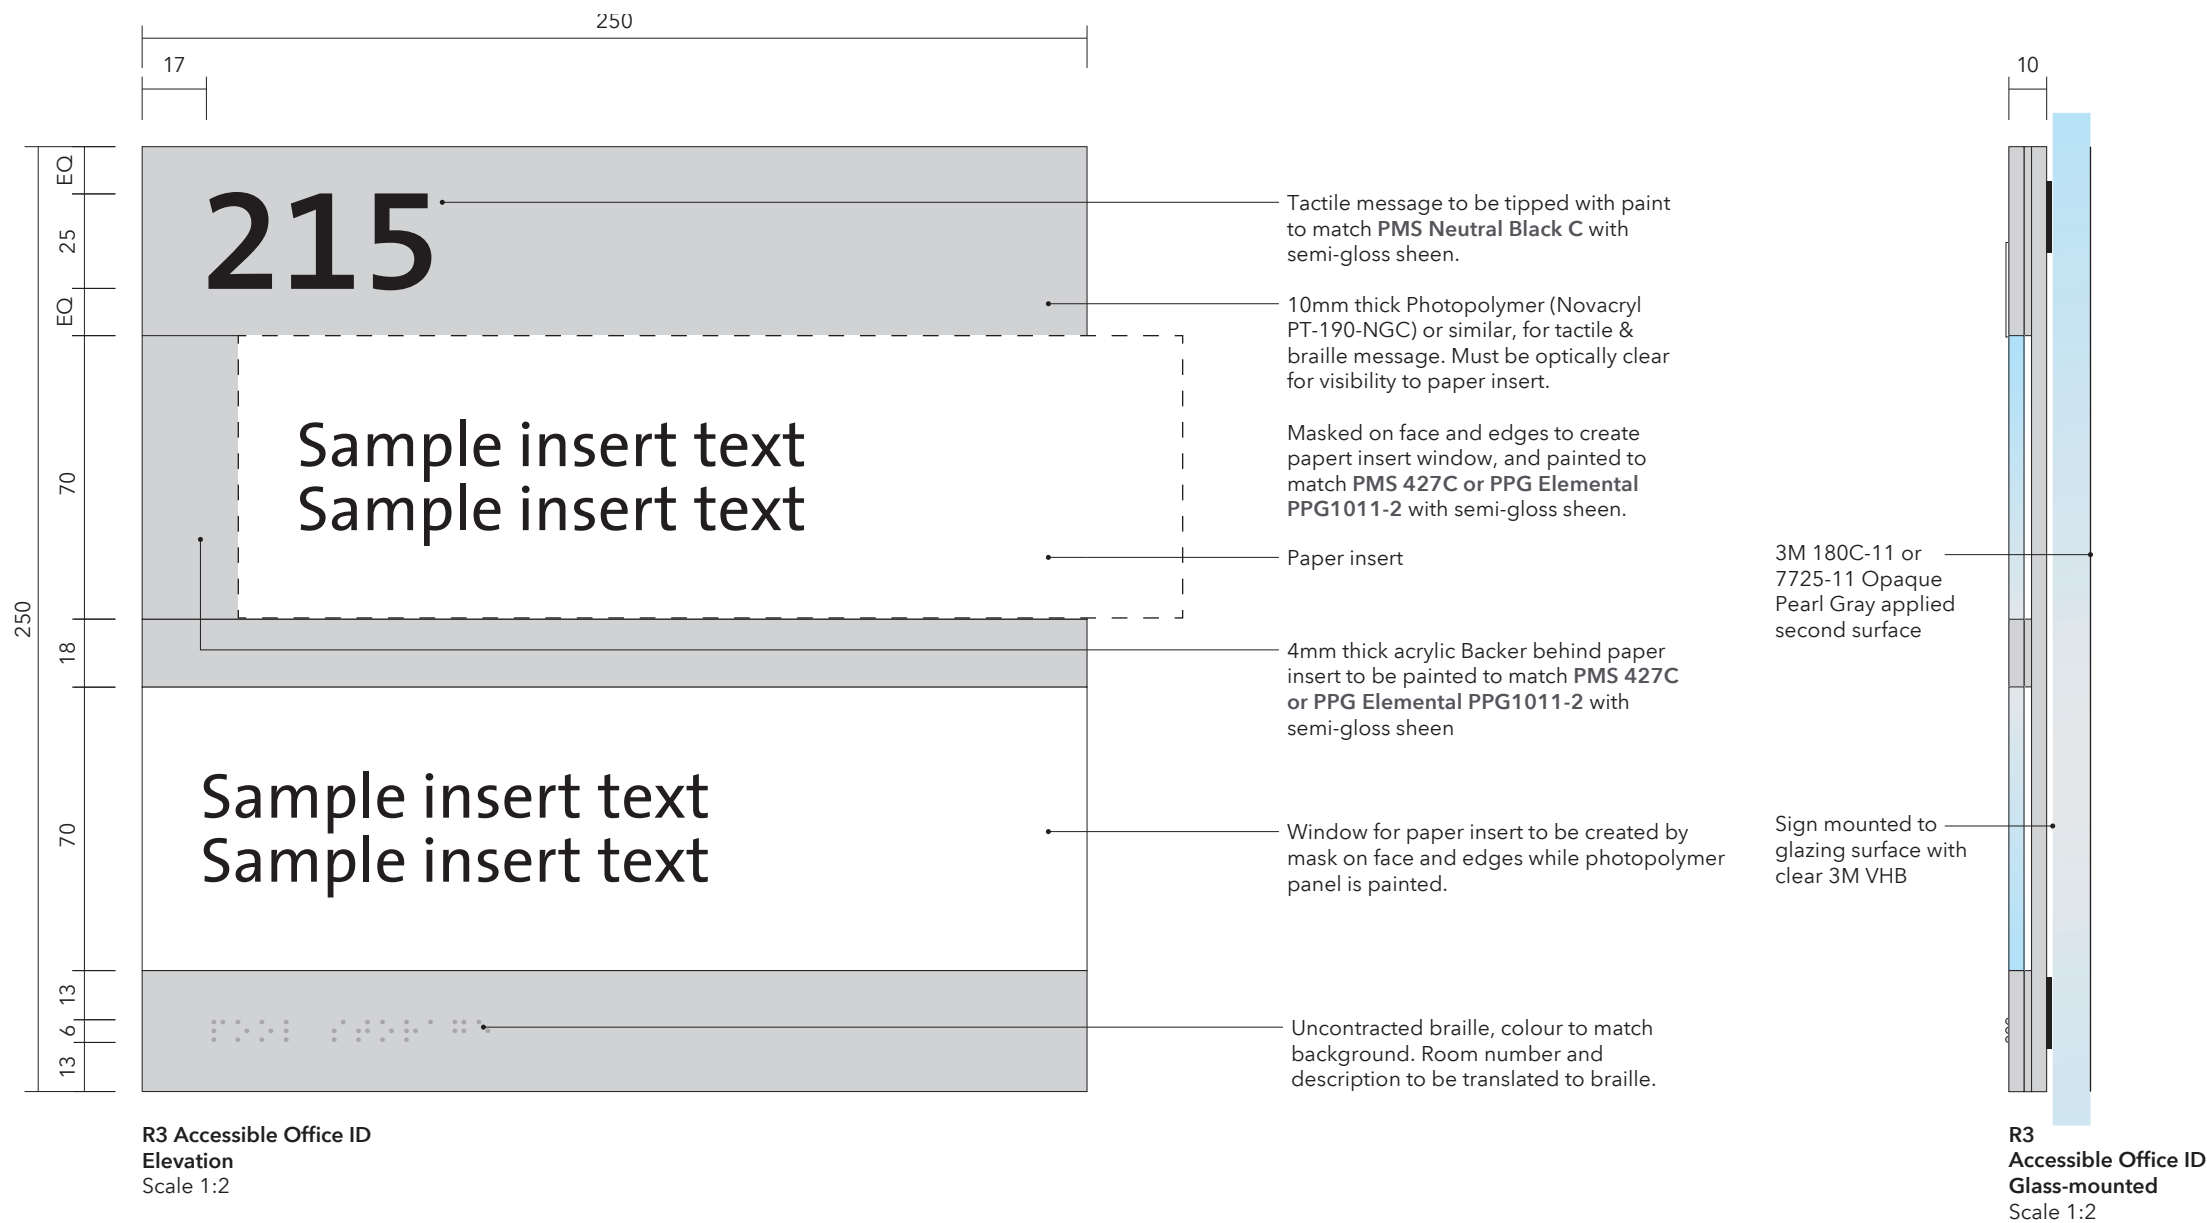 250
17
10
EQ
25
EQ
70
18
70
13
6
13
250
215
Sample insert text
Sample insert text
Sample insert text
Sample insert text
Tactile message to be tipped with paint
to match PMS Neutral Black C with
semi-gloss sheen.
10mm thick Photopolymer (Novacryl
PT-190-NGC) or similar, for tactile &
braille message. Must be optically clear
for visibility to paper insert.
Masked on face and edges to create
papert insert window, and painted to
match PMS 427C or PPG Elemental
PPG1011-2 with semi-gloss sheen.
Paper insert
4mm thick acrylic Backer behind paper
insert to be painted to match PMS 427C
or PPG Elemental PPG1011-2 with
semi-gloss sheen
Window for paper insert to be created by
mask on face and edges while photopolymer
panel is painted.
Uncontracted braille, colour to match
background. Room number and
description to be translated to braille.
3M 180C-11 or
7725-11 Opaque
Pearl Gray applied
second surface
Sign mounted to
glazing surface with
clear 3M VHB
R3 Accessible Office ID
Elevation
Scale 1:2
R3
Accessible Office ID
Glass-mounted
Scale 1:2